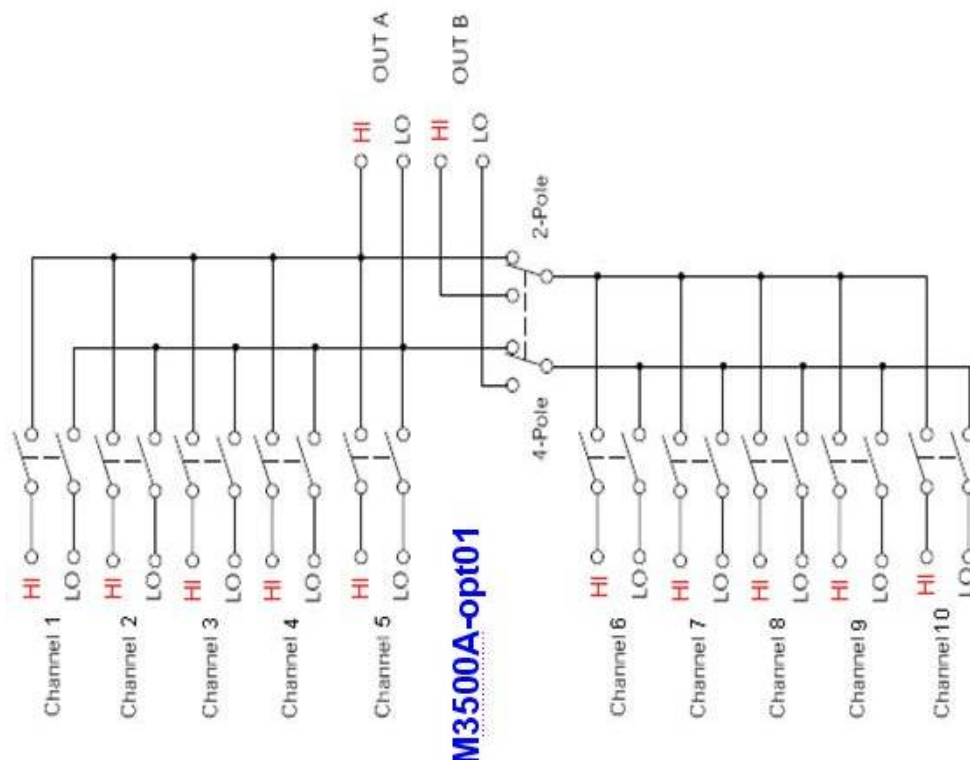 OUT A
HI
LO
OUT B
HI
LO
2-Pole
4-Pole
Channel 1
HI
LO
Channel 2
HI
LO
Channel 3
HI
LO
Channel 4
HI
LO
Channel 5
HI
LO
M3500A-opt01
Channel 6
HI
LO
Channel 7
HI
LO
Channel 8
HI
LO
Channel 9
HI
LO
Channel 10
HI
LO